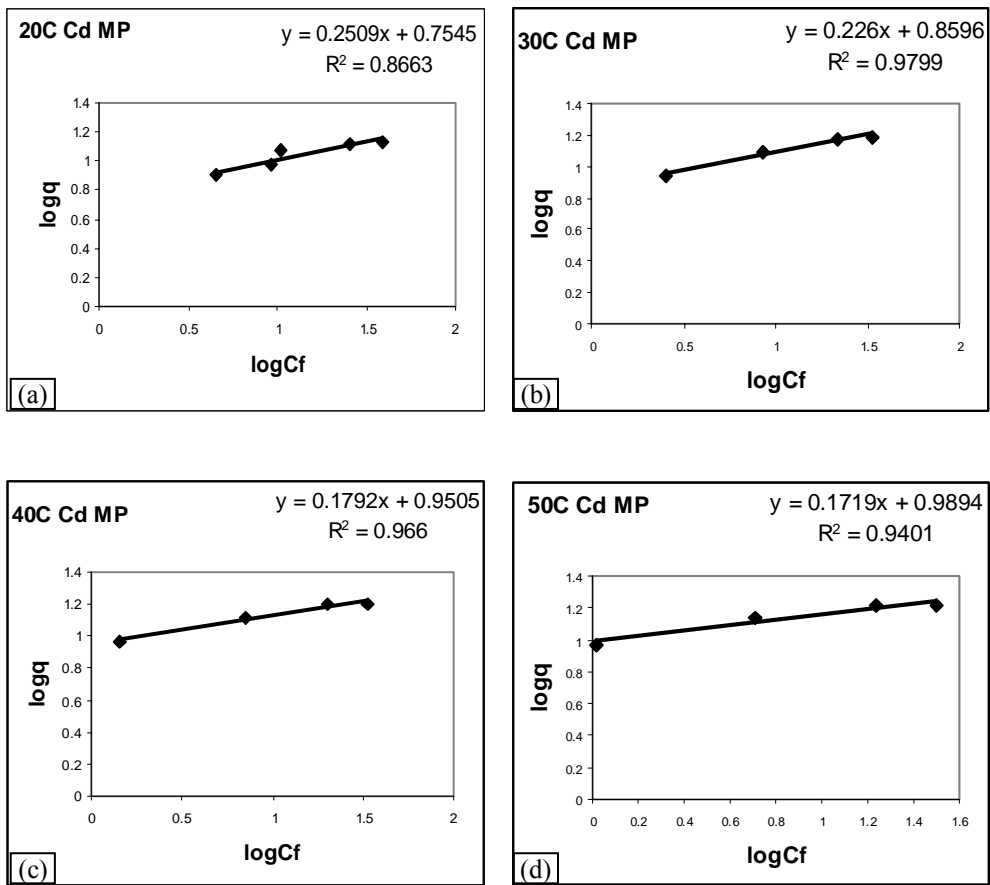 20C Cd MP
y = 0.2509x + 0.7545
R² = 0.8663
1.4
1.2
1
0.8
0.6
0.4
0.2
0
logq
0
0.5
1
1.5
2
logCf
(a)
30C Cd MP
y = 0.226x + 0.8596
R² = 0.9799
1.4
1.2
1
0.8
0.6
0.4
0.2
0
logq
0
0.5
1
1.5
2
logCf
(b)
40C Cd MP
y = 0.1792x + 0.9505
R² = 0.966
1.4
1.2
1
0.8
0.6
0.4
0.2
0
logq
0
0.5
1
1.5
2
logCf
(c)
50C Cd MP
y = 0.1719x + 0.9894
R² = 0.9401
1.4
1.2
1
0.8
0.6
0.4
0.2
0
logq
0
0.2
0.4
0.6
0.8
1
1.2
1.4
1.6
logCf
(d)